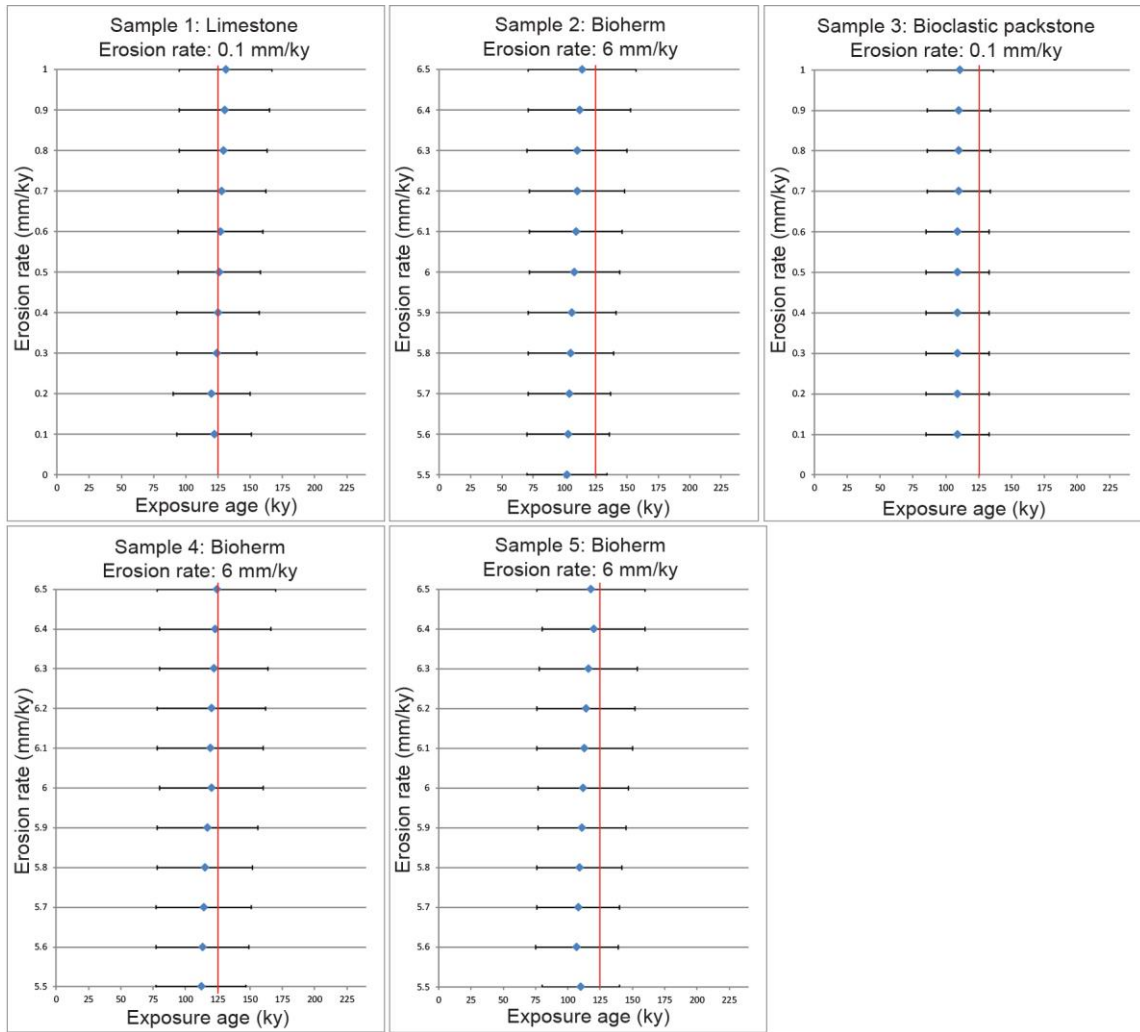 Sample 1: Limestone
Erosion rate: 0.1 mm/ky
Erosion rate (mm/ky)
1
0.9
0.8
0.7
0.6
0.5
0.4
0.3
0.2
0.1
0
0 25 50 75 100 125 150 175 200 225
Exposure age (ky)
Sample 2: Bioherm
Erosion rate: 6 mm/ky
Erosion rate (mm/ky)
6.5
6.4
6.3
6.2
6.1
6
5.9
5.8
5.7
5.6
5.5
0 25 50 75 100 125 150 175 200 225
Exposure age (ky)
Sample 3: Bioclastic packstone
Erosion rate: 0.1 mm/ky
Erosion rate (mm/ky)
1
0.9
0.8
0.7
0.6
0.5
0.4
0.3
0.2
0.1
0
0 25 50 75 100 125 150 175 200 225
Exposure age (ky)
Sample 4: Bioherm
Erosion rate: 6 mm/ky
Erosion rate (mm/ky)
6.5
6.4
6.3
6.2
6.1
6
5.9
5.8
5.7
5.6
5.5
0 25 50 75 100 125 150 175 200 225
Exposure age (ky)
Sample 5: Bioherm
Erosion rate: 6 mm/ky
Erosion rate (mm/ky)
6.5
6.4
6.3
6.2
6.1
6
5.9
5.8
5.7
5.6
5.5
0 25 50 75 100 125 150 175 200 225
Exposure age (ky)